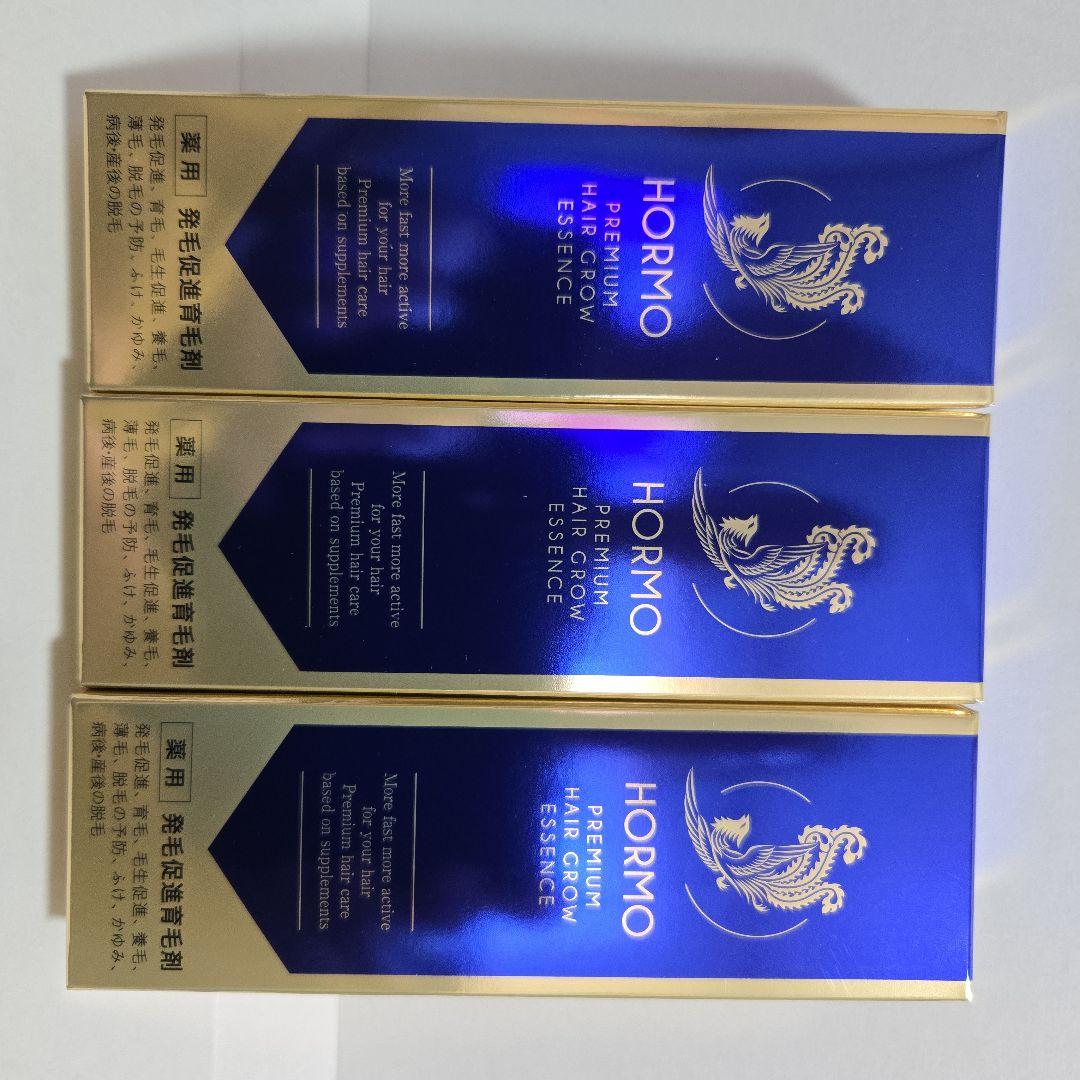 HORMO
PREMIUM
HAIR GROW
ESSENCE
More fast more active
for your hair
Premium hair care
based on supplements
薬用 発毛促進育毛剤
発毛促進、育毛、毛生促進、養毛、
薄毛、脱毛の予防、ふけ、かゆみ、
病後・産後の脱毛
HORMO
PREMIUM
HAIR GROW
ESSENCE
More fast more active
for your hair
Premium hair care
based on supplements
薬用 発毛促進育毛剤
発毛促進、育毛、毛生促進、養毛、
薄毛、脱毛の予防、ふけ、かゆみ、
病後・産後の脱毛
HORMO
PREMIUM
HAIR GROW
ESSENCE
More fast more active
for your hair
Premium hair care
based on supplements
薬用 発毛促進育毛剤
発毛促進、育毛、毛生促進、養毛、
薄毛、脱毛の予防、ふけ、かゆみ、
病後・産後の脱毛